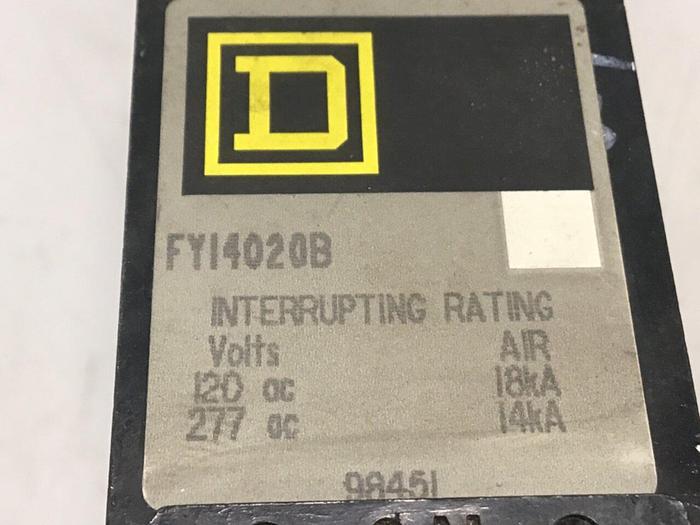 D
FY14020B
INTERRUPTING RATING
Volts AIR
120 ac 18kA
277 ac 14kA
98451